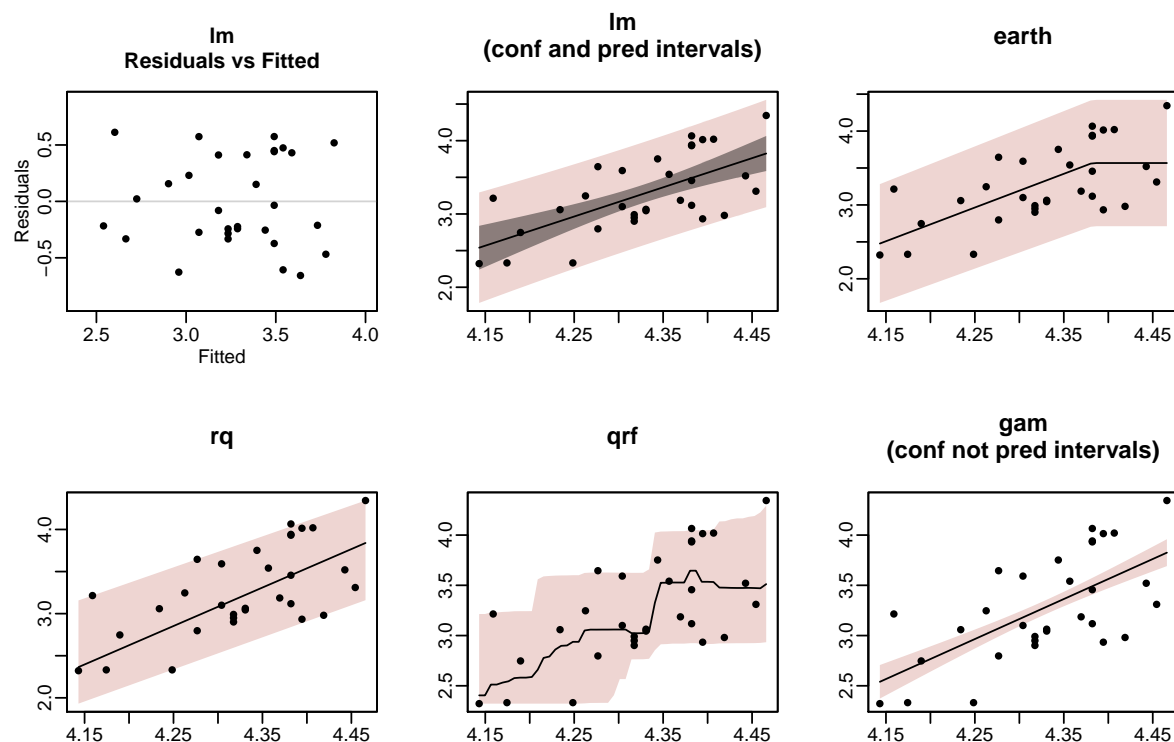 lm
Residuals vs Fitted
Residuals
0.5
0.0
−0.5
2.5 3.0 3.5 4.0
Fitted
lm
(conf and pred intervals)
4.0
3.0
2.0
4.15 4.25 4.35 4.45
earth
4.0
3.0
2.0
4.15 4.25 4.35 4.45
rq
4.0
3.5
3.0
2.5
2.0
4.15 4.25 4.35 4.45
qrf
4.0
3.5
3.0
2.5
4.15 4.25 4.35 4.45
gam
(conf not pred intervals)
4.0
3.5
3.0
2.5
4.15 4.25 4.35 4.45